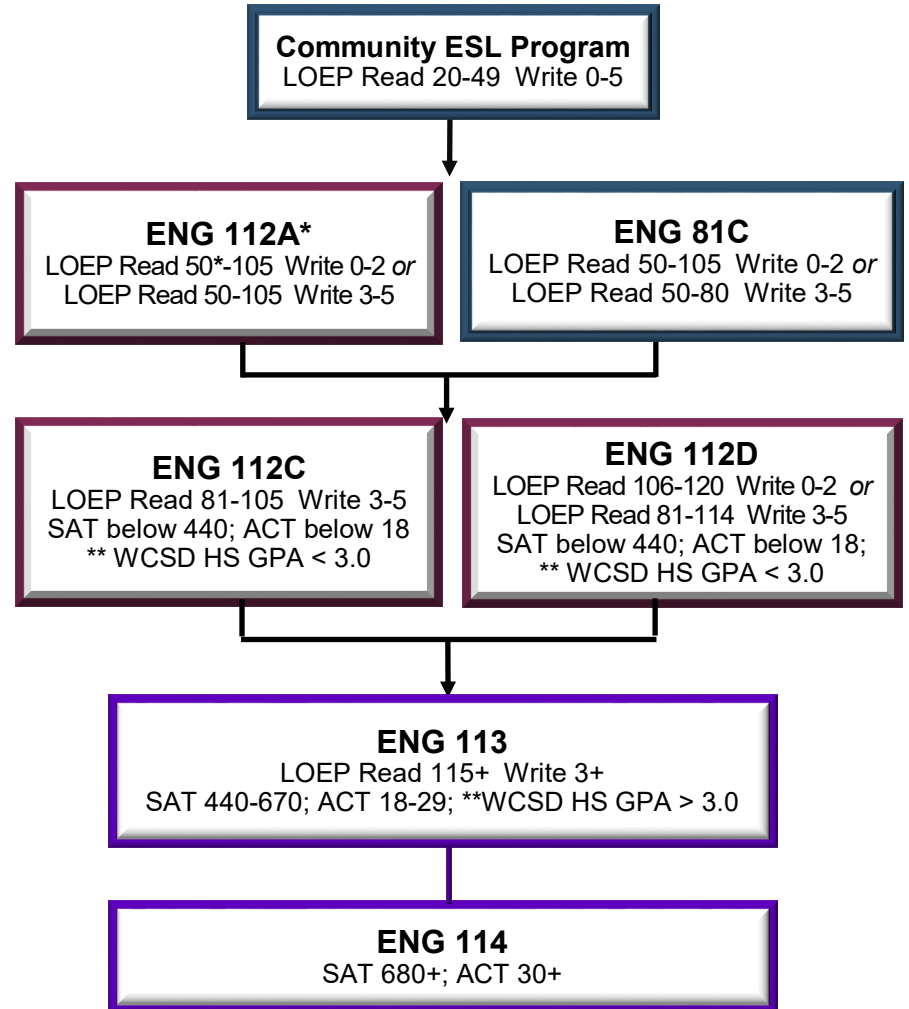 Community ESL Program
LOEP Read 20-49 Write 0-5
ENG 112A*
LOEP Read 50*-105 Write 0-2 or
LOEP Read 50-105 Write 3-5
ENG 81C
LOEP Read 50-105 Write 0-2 or
LOEP Read 50-80 Write 3-5
ENG 112C
LOEP Read 81-105 Write 3-5
SAT below 440; ACT below 18
** WCSD HS GPA < 3.0
ENG 112D
LOEP Read 106-120 Write 0-2 or
LOEP Read 81-114 Write 3-5
SAT below 440; ACT below 18;
** WCSD HS GPA < 3.0
ENG 113
LOEP Read 115+ Write 3+
SAT 440-670; ACT 18-29; **WCSD HS GPA > 3.0
ENG 114
SAT 680+; ACT 30+